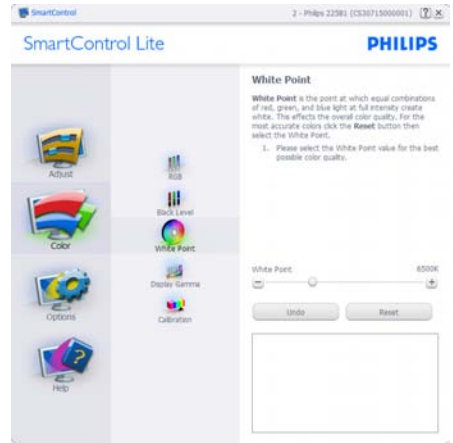 SmartControl
2 - Philips 225B1 (CS30715000001)
SmartControl Lite
PHILIPS
Adjust
Color
Options
Help
RGB
Black Level
White Point
Display Gamma
Calibration
White Point
White Point is the point at which equal combinations
of red, green, and blue light at full intensity create
white. This effects the overall color quality. For the
most accurate colors click the Reset button then
select the White Point.
1. Please select the White Point value for the best
possible color quality.
White Point
6500K
Undo
Reset